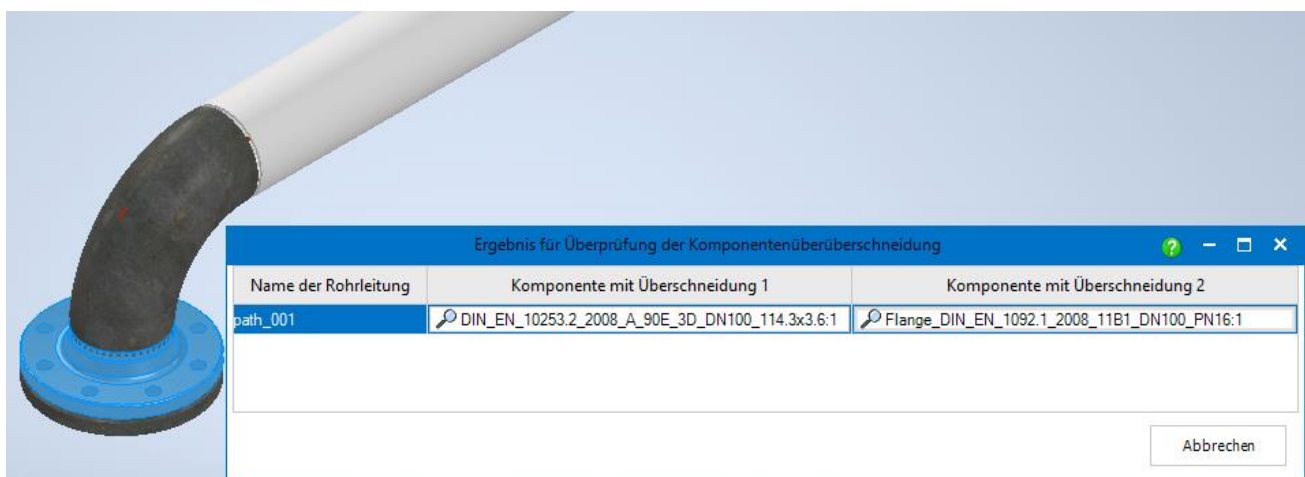 Ergebnis für Überprüfung der Komponentenüberüberschneidung
Name der Rohrleitung Komponente mit Überschneidung 1 Komponente mit Überschneidung 2
path_001 DIN_EN_10253.2_2008_A_90E_3D_DN100_114.3x3.6:1 Flange_DIN_EN_1092.1_2008_11B1_DN100_PN16:1
Abbrechen